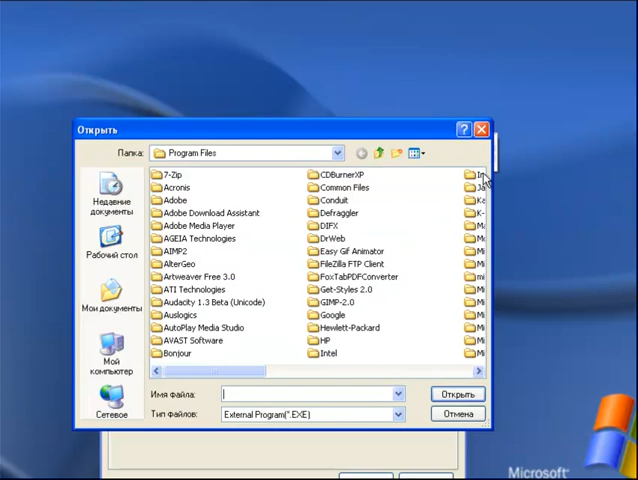 Открыть
Папка: Program Files
7-Zip
Acronis
Adobe
Adobe Download Assistant
Adobe Media Player
AGEIA Technologies
AIMP2
AlterGeo
Artweaver Free 3.0
ATI Technologies
Audacity 1.3 Beta (Unicode)
Auslogics
AutoPlay Media Studio
AVAST Software
Bonjour
CDBurnerXP
Common Files
Conduit
Defraggler
DIFX
DrWeb
Easy Gif Animator
FileZilla FTP Client
FoxTabPDFConverter
Get-Styles 2.0
GIMP-2.0
Google
Hewlett-Packard
HP
Intel
Недавние документы
Рабочий стол
Мои документы
Мой компьютер
Сетевое
Имя файла:
Открыть
Тип файлов: External Program(*.EXE)
Отмена
Microsoft